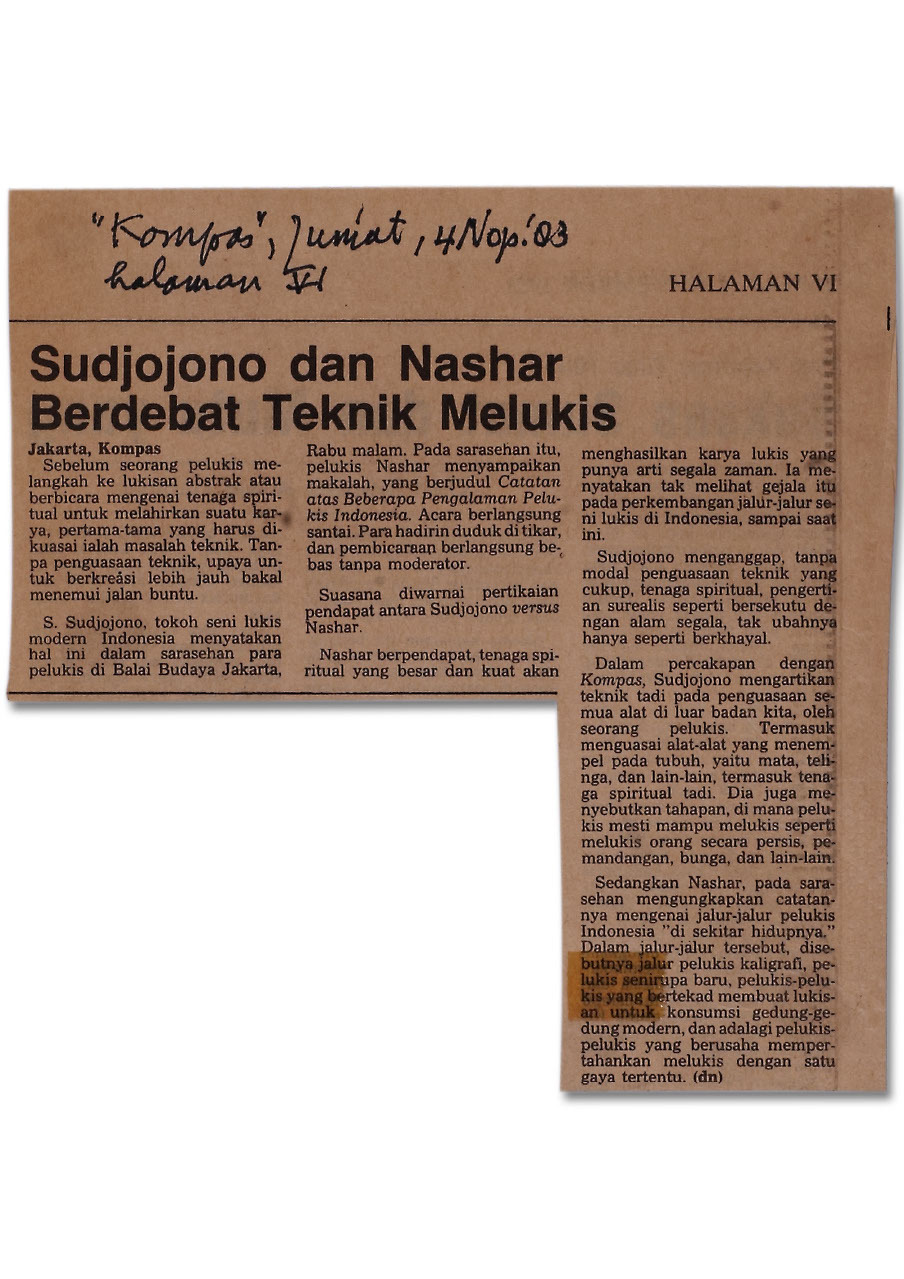 "Kompas", Jumat, 4 Nop. '83
halaman VI
HALAMAN VI
Sudjojono dan Nashar
Berdebat Teknik Melukis
Jakarta, Kompas
Sebelum seorang pelukis me-
langkah ke lukisan abstrak atau
berbicara mengenai tenaga spiri-
tual untuk melahirkan suatu kar-
ya, pertama-tama yang harus di-
kuasai ialah masalah teknik. Tan-
pa penguasaan teknik, upaya un-
tuk berkreasi lebih jauh bakal
menemui jalan buntu.
S. Sudjojono, tokoh seni lukis
modern Indonesia menyatakan
hal ini dalam sarasehan para
pelukis di Balai Budaya Jakarta,
Rabu malam. Pada sarasehan itu,
pelukis Nashar menyampaikan
makalah, yang berjudul Catatan
atas Beberapa Pengalaman Pelu-
kis Indonesia. Acara berlangsung
santai. Para hadirin duduk di tikar,
dan pembicaraan berlangsung be-
bas tanpa moderator.
Suasana diwarnai pertikaian
pendapat antara Sudjojono versus
Nashar.
Nashar berpendapat, tenaga spi-
ritual yang besar dan kuat akan
menghasilkan karya lukis yang
punya arti segala zaman. Ia me-
nyatakan tak melihat gejala itu
pada perkembangan jalur-jalur se-
ni lukis di Indonesia, sampai saat
ini.
Sudjojono menganggap, tanpa
modal penguasaan teknik yang
cukup, tenaga spiritual, pengerti-
an surealis seperti bersekutu de-
ngan alam segala, tak ubahnya
hanya seperti berkhayal.
Dalam percakapan dengan
Kompas, Sudjojono mengartikan
teknik tadi pada penguasaan se-
mua alat di luar badan kita, oleh
seorang pelukis. Termasuk
menguasai alat-alat yang menem-
pel pada tubuh, yaitu mata, teli-
nga, dan lain-lain, termasuk tena-
ga spiritual tadi. Dia juga me-
nyebutkan tahapan, di mana pelu-
kis mesti mampu melukis seperti
melukis orang secara persis, pe-
mandangan, bunga, dan lain-lain.
Sedangkan Nashar, pada sara-
sehan mengungkapkan catatan-
nya mengenai jalur-jalur pelukis
Indonesia "di sekitar hidupnya."
Dalam jalur-jalur tersebut, dise-
butnya jalur pelukis kaligrafi, pe-
lukis senirupa baru, pelukis-pelu-
kis yang bertekad membuat lukis-
an untuk konsumsi gedung-ge-
dung modern, dan adalagi pelukis-
pelukis yang berusaha memper-
tahankan melukis dengan satu
gaya tertentu. (dn)